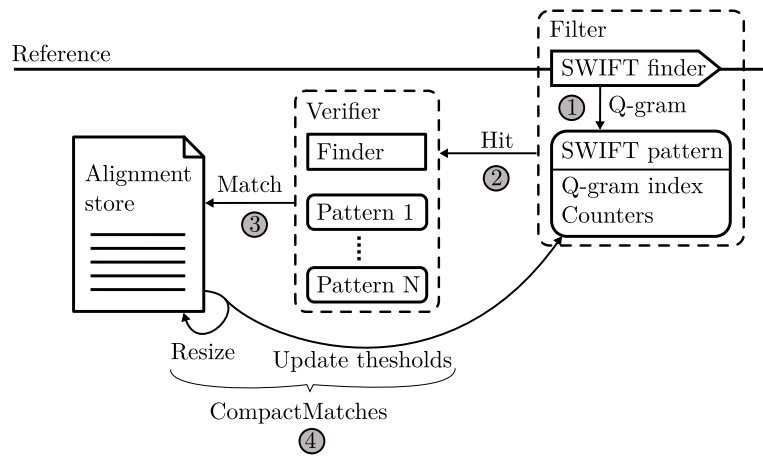 Filter
Reference
SWIFT finder
1
Q-gram
SWIFT pattern
Q-gram index
Counters
Hit
2
Verifier
Finder
Pattern 1
Pattern N
Match
3
Alignment
store
Resize
Update thesholds
CompactMatches
4